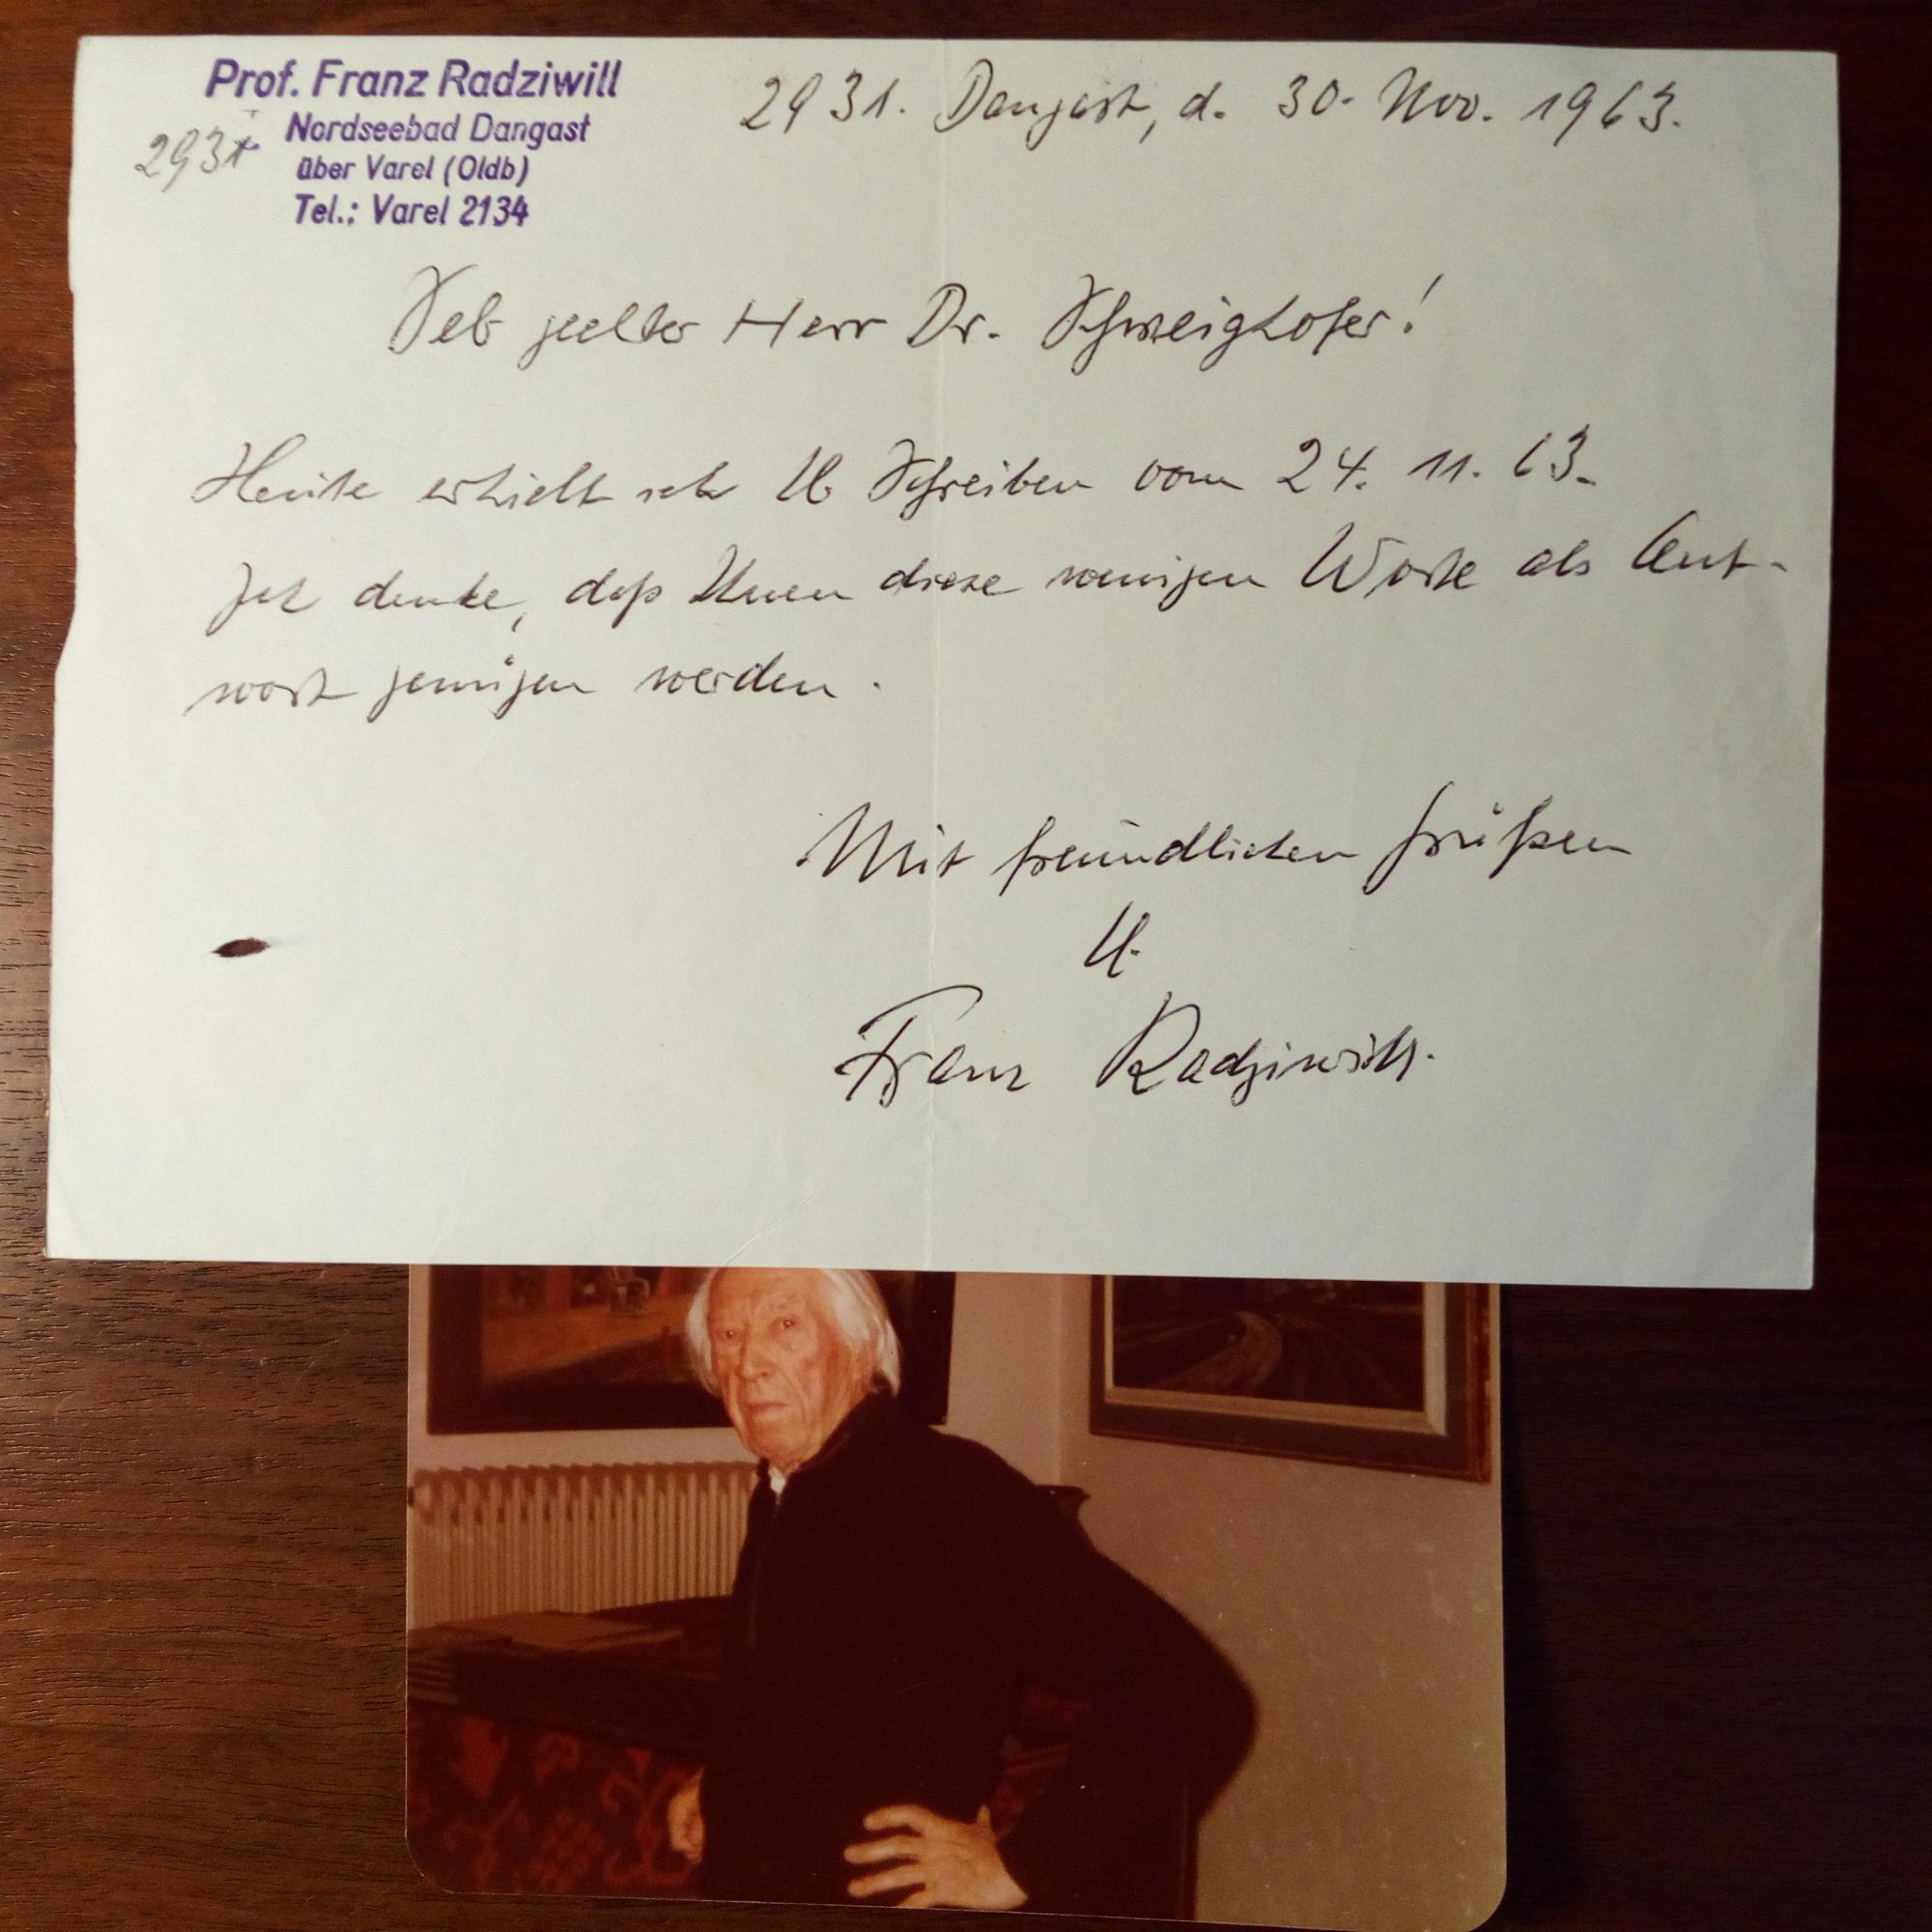 Prof. Franz Radziwill
Nordseebad Dangast
2931
über Varel (Oldb)
Tel.: Varel 2134
2931. Dangast, d. 30. Nov. 1963.
Sehr geehrter Herr Dr. Schweighofer!
Heute erhielt ich Ihr Schreiben vom 24. 11. 63.
Ich denke, daß Ihnen diese wenigen Worte als Ant-
wort genügen werden.
Mit freundlichen Grüßen
Ihr
Franz Radziwill.